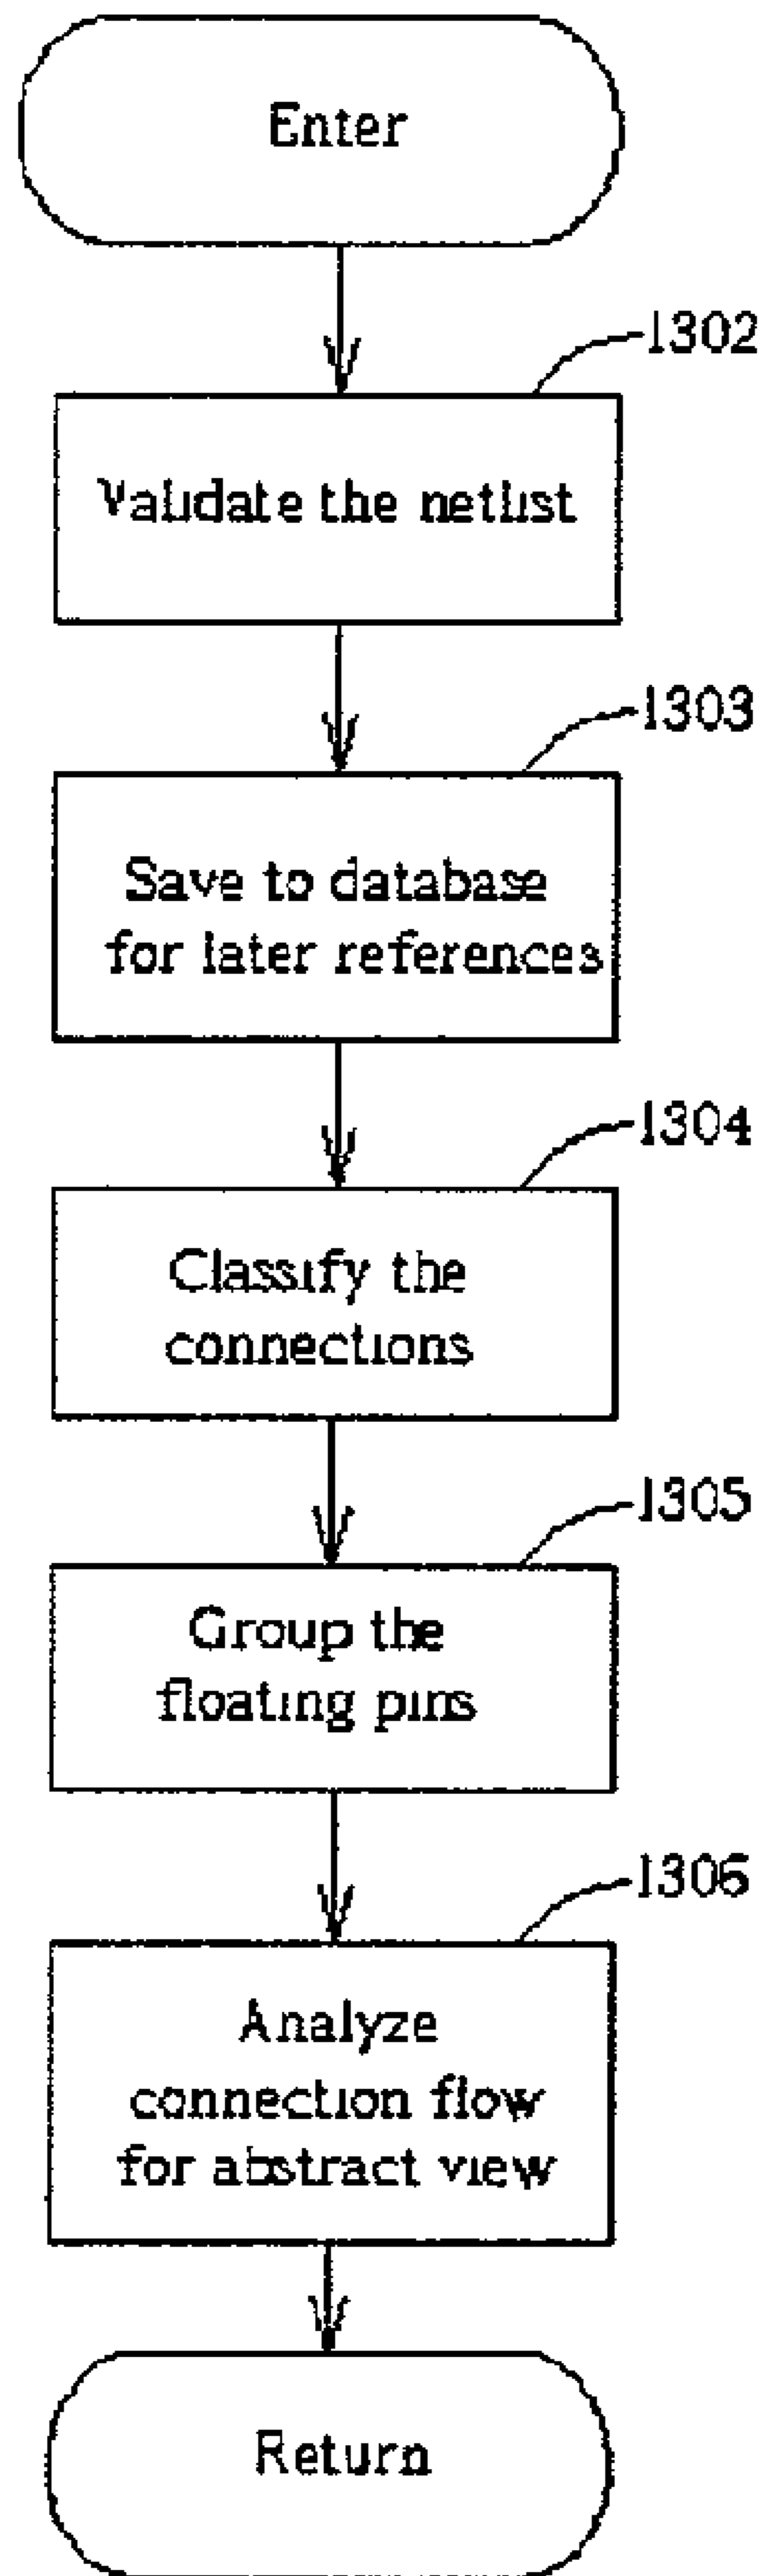 Enter
1302
Validate the netlist
1303
Save to database
for later references
1304
Classify the
connections
1305
Group the
floating pins
1306
Analyze
connection flow
for abstract view
Return